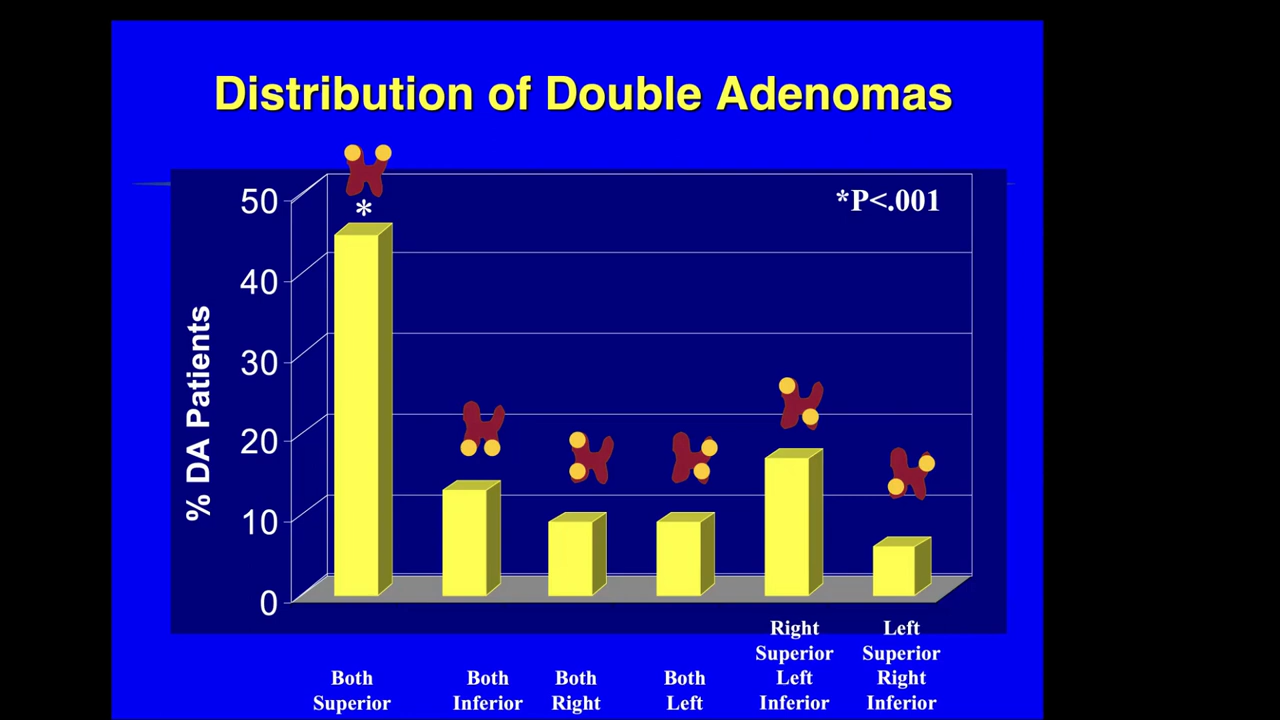 Distribution of Double Adenomas
*P<.001
*
50
40
30
20
10
0
% DA Patients
Both
Superior
Both
Inferior
Both
Right
Both
Left
Right
Superior
Left
Inferior
Left
Superior
Right
Inferior